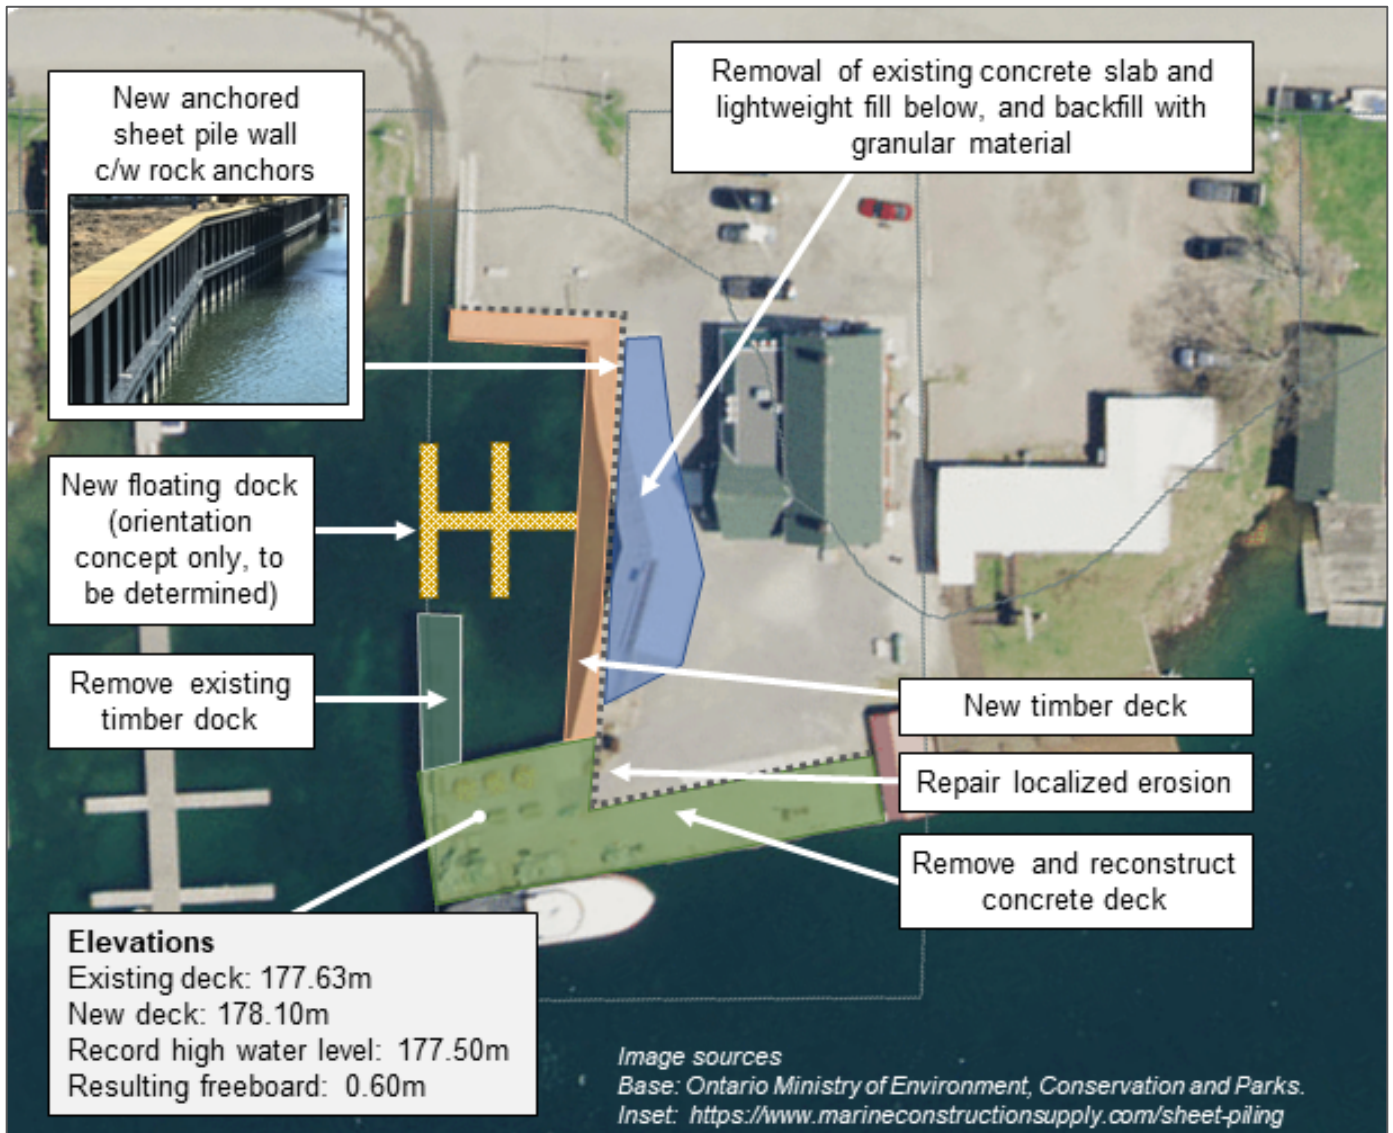 New anchored
sheet pile wall
c/w rock anchors
Removal of existing concrete slab and
lightweight fill below, and backfill with
granular material
New floating dock
(orientation
concept only, to
be determined)
Remove existing
timber dock
New timber deck
Repair localized erosion
Remove and reconstruct
concrete deck
Elevations
Existing deck: 177.63m
New deck: 178.10m
Record high water level: 177.50m
Resulting freeboard: 0.60m
Image sources
Base: Ontario Ministry of Environment, Conservation and Parks.
Inset: https://www.marineconstructionsupply.com/sheet-piling